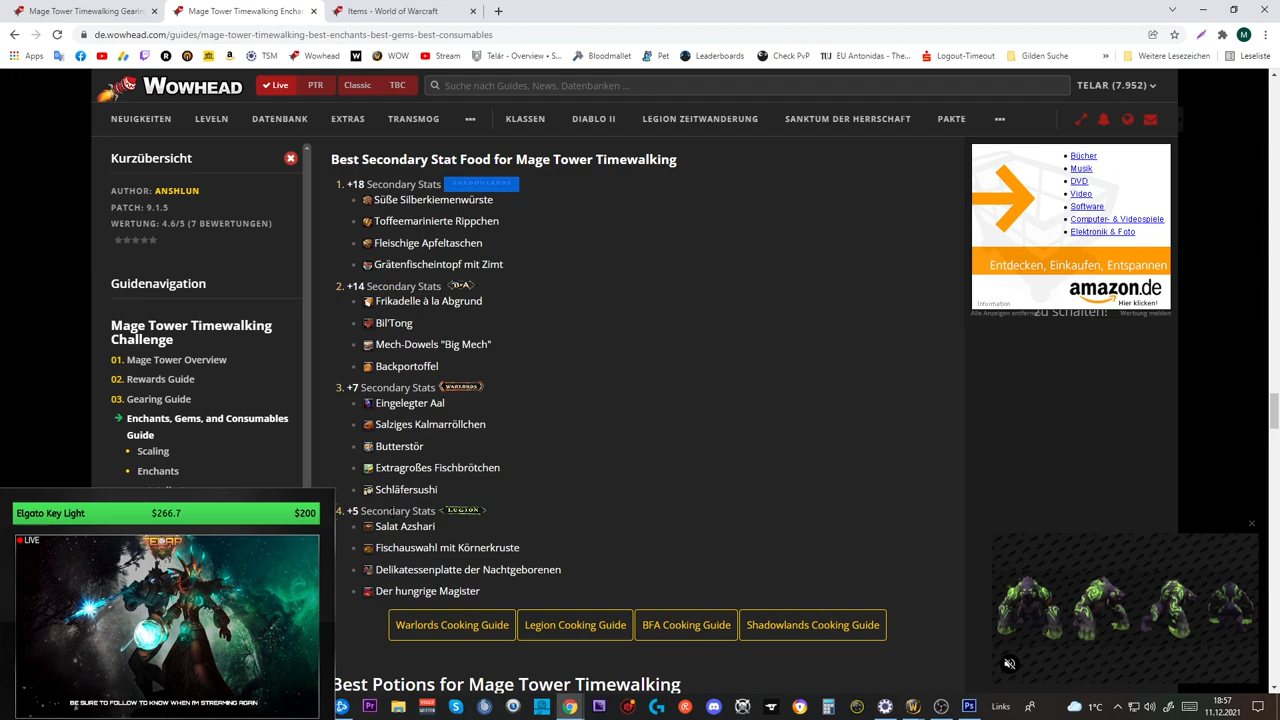 Mage Tower Timewalking Gearing
Mage Tower Timewalking Enchan
Items - World of Warcraft
de.wowhead.com/guides/mage-tower-timewalking-best-enchants-best-gems-best-consumables
Apps TSM Wowhead WOW Stream Telár - Overview - S... Bloodmallet Pet Leaderboards Check PvP EU Antonidas - The... Logout-Timeout Gilden Suche » Weitere Lesezeichen Leseliste
WOWHEAD Live PTR Classic TBC Suche nach Guides, News, Datenbanken ... TELAR (7.952)
NEUIGKEITEN LEVELN DATENBANK EXTRAS TRANSMOG ••• KLASSEN DIABLO II LEGION ZEITWANDERUNG SANKTUM DER HERRSCHAFT PAKTE •••
Kurzübersicht
AUTHOR: ANSHLUN
PATCH: 9.1.5
WERTUNG: 4.6/5 (7 BEWERTUNGEN)
Guidenavigation
Mage Tower Timewalking
Challenge
01. Mage Tower Overview
02. Rewards Guide
03. Gearing Guide
Enchants, Gems, and Consumables
Guide
Scaling
Enchants
Best Secondary Stat Food for Mage Tower Timewalking
1. +18 Secondary Stats SHADOWLANDS
Süße Silberkiemenwürste
Toffeemarinierte Rippchen
Fleischige Apfeltaschen
Grätenfischeintopf mit Zimt
2. +14 Secondary Stats BfA
Frikadelle à la Abgrund
Bil'Tong
Mech-Dowels "Big Mech"
Backportoffel
3. +7 Secondary Stats WARLORDS
Eingelegter Aal
Salziges Kalmarröllchen
Butterstör
Extragroßes Fischbrötchen
Schläfersushi
4. +5 Secondary Stats LEGION
Salat Azshari
Fischauswahl mit Körnerkruste
Delikatessenplatte der Nachtgeborenen
Der hungrige Magister
Warlords Cooking Guide Legion Cooking Guide BFA Cooking Guide Shadowlands Cooking Guide
Best Potions for Mage Tower Timewalking
Bücher
Musik
DVD
Video
Software
Computer- & Videospiele
Elektronik & Foto
Entdecken, Einkaufen, Entspannen
amazon.de
Information Hier klicken!
Alle Anzeigen entfernen zu schalten! Werbung melden
Elgato Key Light $266.7 $200
LIVE
TELAR
BE SURE TO FOLLOW TO KNOW WHEN I'M STREAMING AGAIN
Links 1°C 18:57
11.12.2021